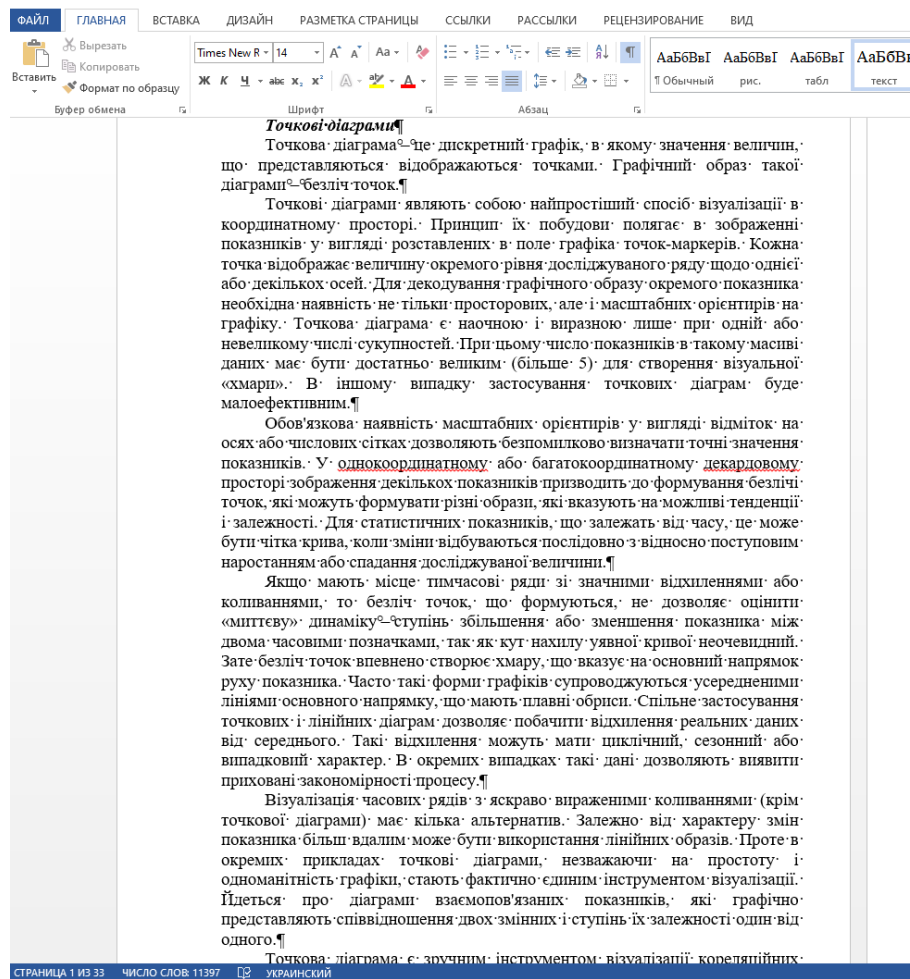 ФАЙЛ ГЛАВНАЯ ВСТАВКА ДИЗАЙН РАЗМЕТКА СТРАНИЦЫ ССЫЛКИ РАССЫЛКИ РЕЦЕНЗИРОВАНИЕ ВИД
Вставить
Вырезать
Копировать
Формат по образцу
Буфер обмена
Times New R 14
Ж К Ч abc x₂ x²
Шрифт
Абзац
АаБбВвІ АаБбВвІ АаБбВвІ АаБбВв
¶ Обычный рис. табл текст
Точкові діаграми¶
Точкова діаграма – це дискретний графік, в якому значення величин,
що представляються відображаються точками. Графічний образ такої
діаграми – безліч точок.¶
Точкові діаграми являють собою найпростіший спосіб візуалізації в
координатному просторі. Принцип їх побудови полягає в зображенні
показників у вигляді розставлених в поле графіка точок-маркерів. Кожна
точка відображає величину окремого рівня досліджуваного ряду щодо однієї
або декількох осей. Для декодування графічного образу окремого показника
необхідна наявність не тільки просторових, але і масштабних орієнтирів на
графіку. Точкова діаграма є наочною і виразною лише при одній або
невеликому числі сукупностей. При цьому число показників в такому масиві
даних має бути достатньо великим (більше 5) для створення візуальної
«хмари». В іншому випадку застосування точкових діаграм буде
малоефективним.¶
Обов'язкова наявність масштабних орієнтирів у вигляді відміток на
осях або числових сітках дозволяють безпомилково визначати точні значення
показників. У однокоординатному або багатокоординатному декардовому
просторі зображення декількох показників призводить до формування безлічі
точок, які можуть формувати різні образи, які вказують на можливі тенденції
і залежності. Для статистичних показників, що залежать від часу, це може
бути чітка крива, коли зміни відбуваються послідовно з відносно поступовим
наростанням або спадання досліджуваної величини.¶
Якщо мають місце тимчасові ряди зі значними відхиленнями або
коливаннями, то безліч точок, що формуються, не дозволяє оцінити
«миттєву» динаміку – ступінь збільшення або зменшення показника між
двома часовими позначками, так як кут нахилу уявної кривої неочевидний.
Зате безліч точок впевнено створює хмару, що вказує на основний напрямок
руху показника. Часто такі форми графіків супроводжуються усередненими
лініями основного напрямку, що мають плавні обриси. Спільне застосування
точкових і лінійних діаграм дозволяє побачити відхилення реальних даних
від середнього. Такі відхилення можуть мати циклічний, сезонний або
випадковий характер. В окремих випадках такі дані дозволяють виявити
приховані закономірності процесу.¶
Візуалізація часових рядів з яскраво вираженими коливаннями (крім
точкової діаграми) має кілька альтернатив. Залежно від характеру змін
показника більш вдалим може бути використання лінійних образів. Проте в
окремих прикладах точкові діаграми, незважаючи на простоту і
одноманітність графіки, стають фактично єдиним інструментом візуалізації.
Йдеться про діаграми взаємопов'язаних показників, які графічно
представляють співвідношення двох змінних і ступінь їх залежності один від
одного.¶
Точкова діаграма є зручним інструментом візуалізації кореляційних
СТРАНИЦА 1 ИЗ 33 ЧИСЛО СЛОВ: 11397 УКРАИНСКИЙ